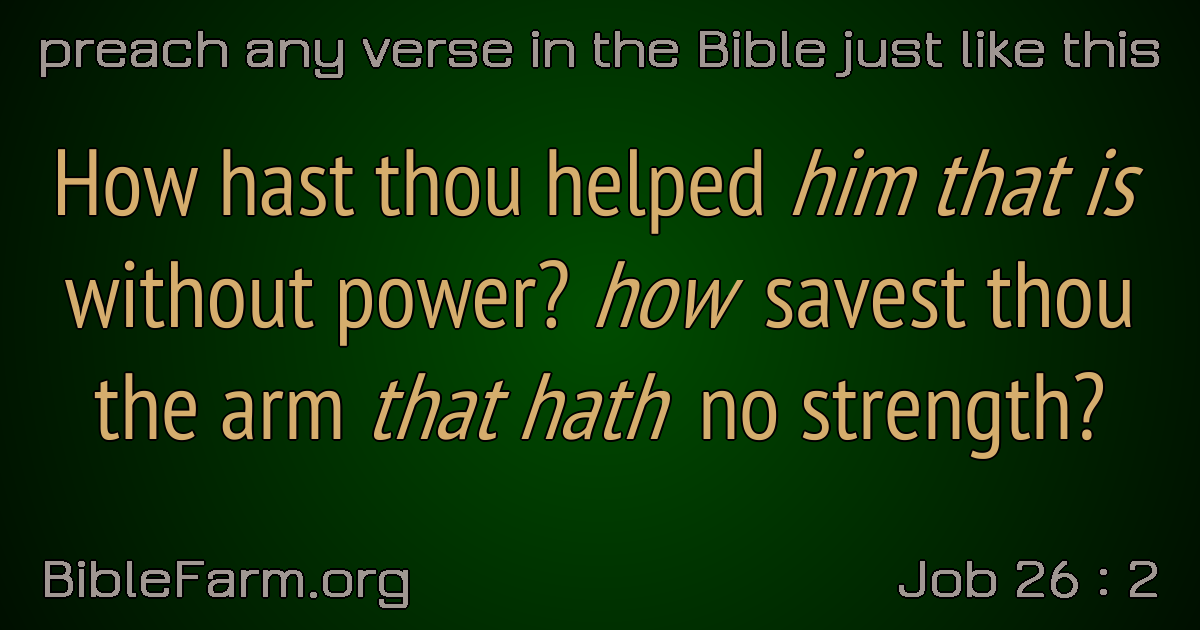 preach any verse in the Bible just like this
How hast thou helped him that is
without power? how savest thou
the arm that hath no strength?
BibleFarm.org
Job 26 : 2